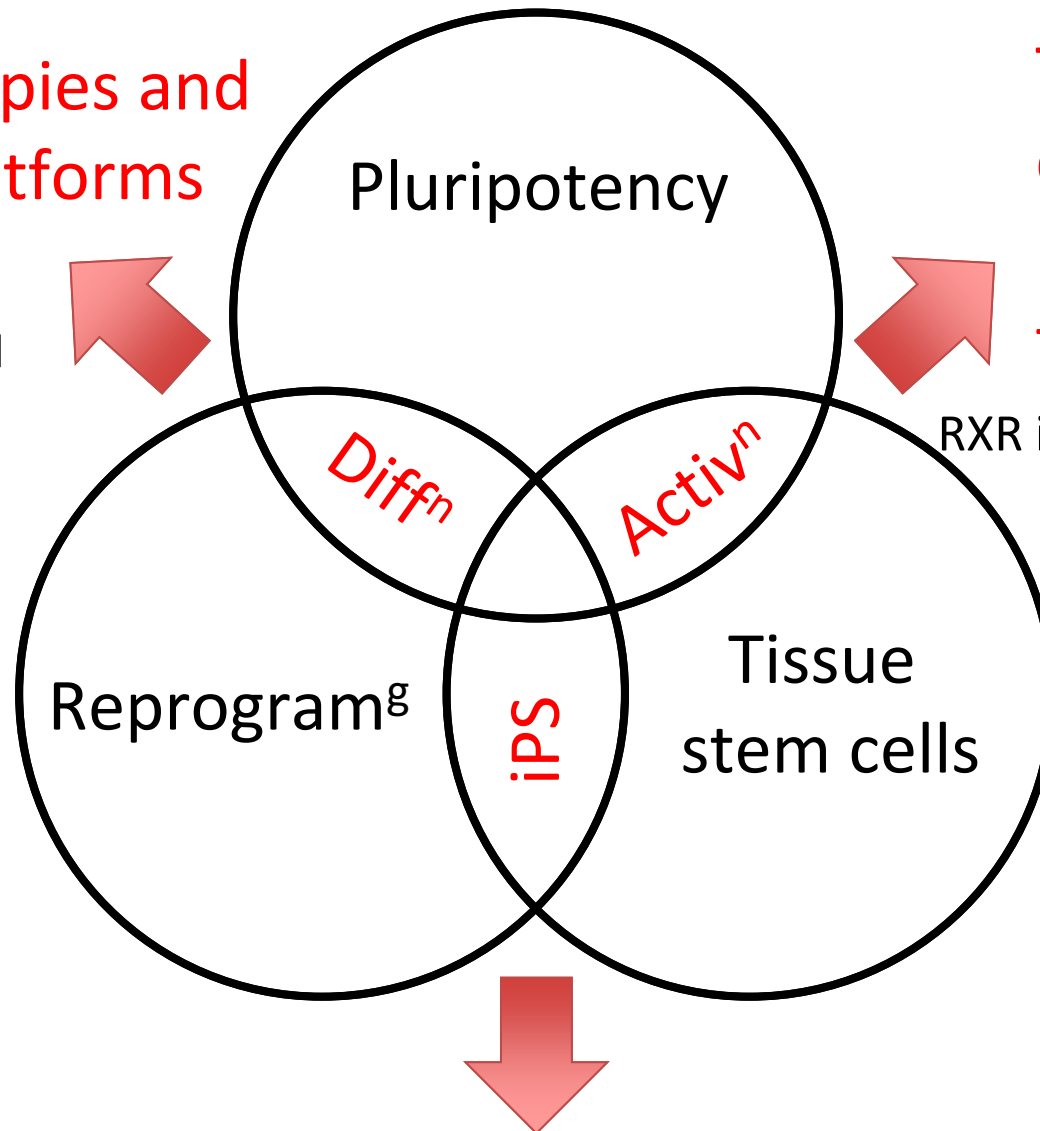 pies and
tforms
Pluripotency
RXR i
Diffⁿ
Activⁿ
Tissue
stem cells
Reprogramᵍ
iPS